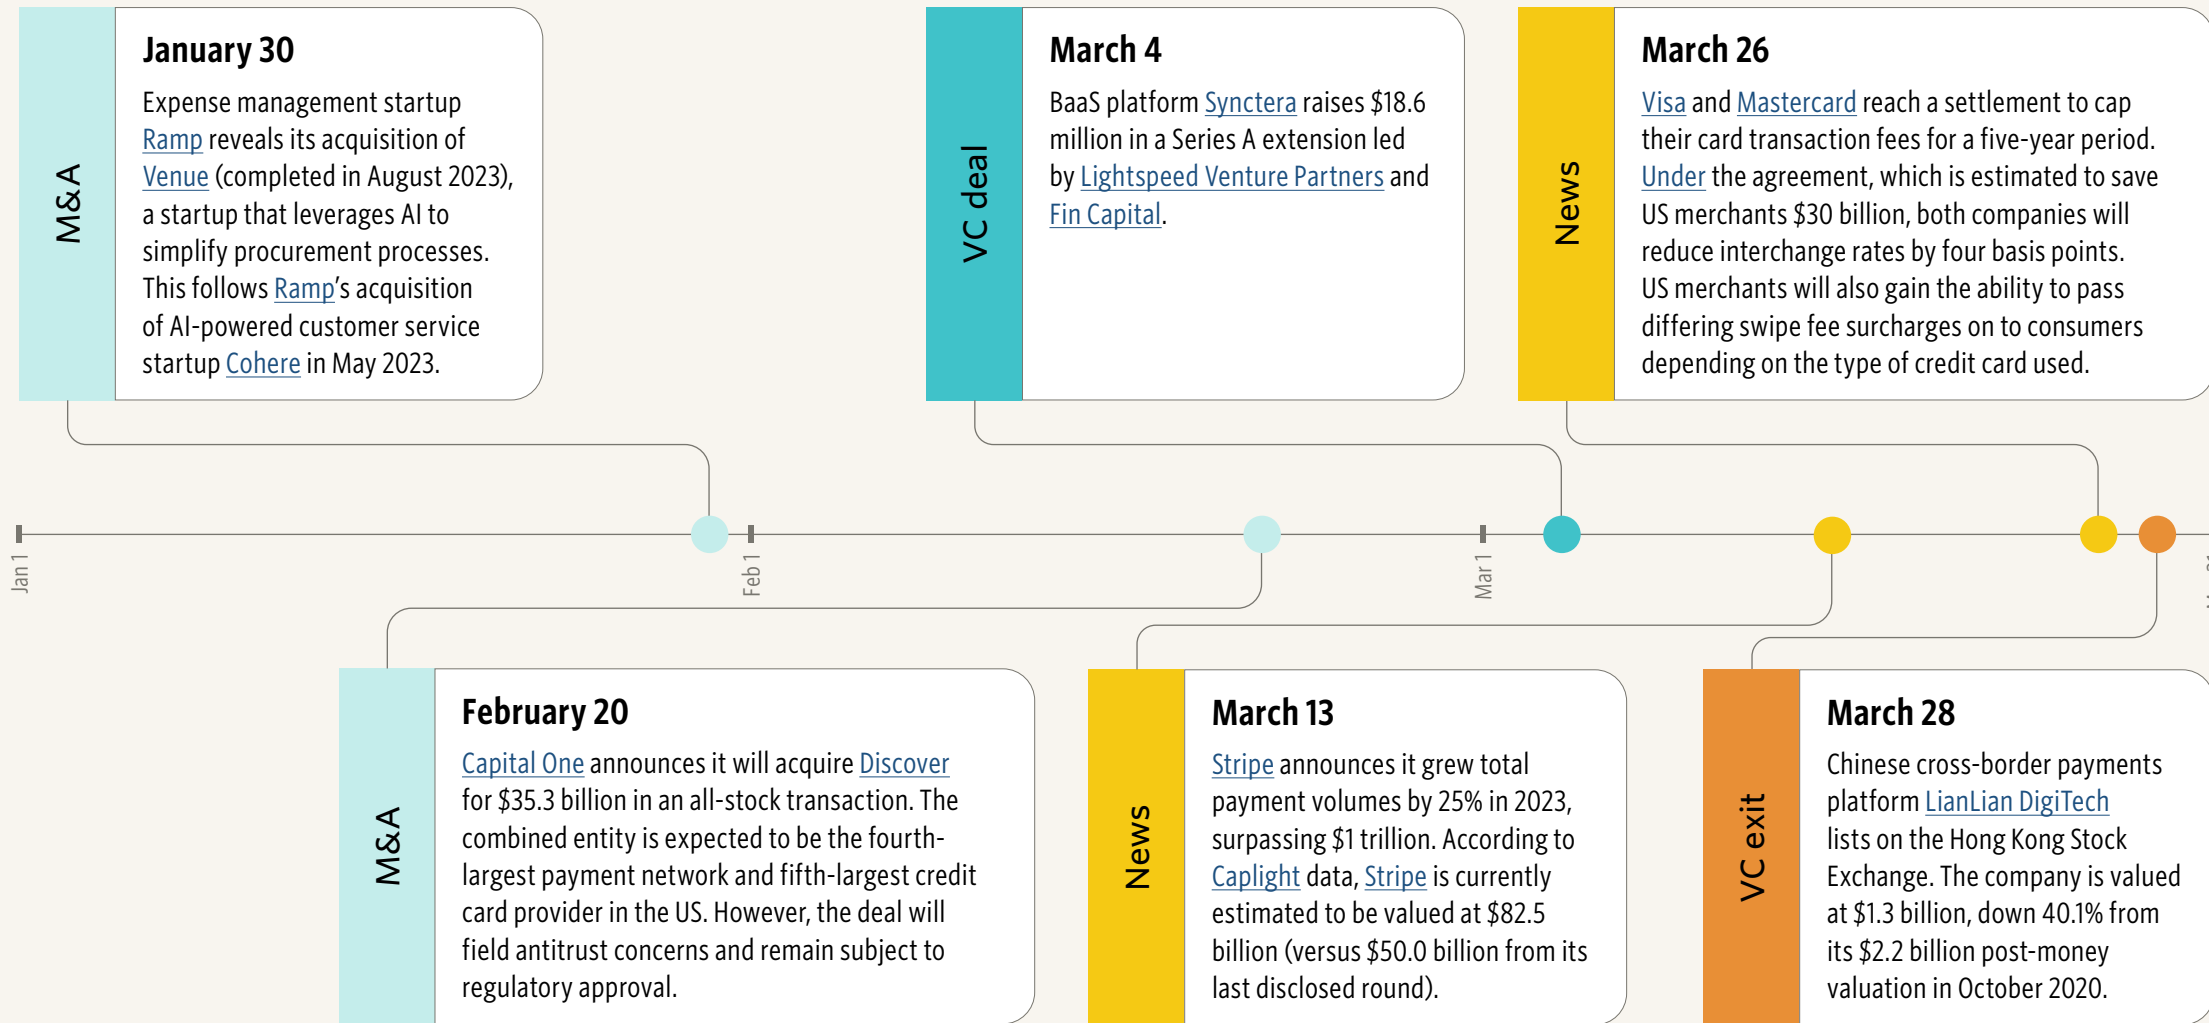 M&A
January 30
Expense management startup
Ramp reveals its acquisition of
Venue (completed in August 2023),
a startup that leverages AI to
simplify procurement processes.
This follows Ramp's acquisition
of AI-powered customer service
startup Cohere in May 2023.
VC deal
March 4
BaaS platform Synctera raises $18.6
million in a Series A extension led
by Lightspeed Venture Partners and
Fin Capital.
News
March 26
Visa and Mastercard reach a settlement to cap
their card transaction fees for a five-year period.
Under the agreement, which is estimated to save
US merchants $30 billion, both companies will
reduce interchange rates by four basis points.
US merchants will also gain the ability to pass
differing swipe fee surcharges on to consumers
depending on the type of credit card used.
Jan 1
Feb 1
Mar 1
M&A
February 20
Capital One announces it will acquire Discover
for $35.3 billion in an all-stock transaction. The
combined entity is expected to be the fourth-
largest payment network and fifth-largest credit
card provider in the US. However, the deal will
field antitrust concerns and remain subject to
regulatory approval.
News
March 13
Stripe announces it grew total
payment volumes by 25% in 2023,
surpassing $1 trillion. According to
Caplight data, Stripe is currently
estimated to be valued at $82.5
billion (versus $50.0 billion from its
last disclosed round).
VC exit
March 28
Chinese cross-border payments
platform LianLian DigiTech
lists on the Hong Kong Stock
Exchange. The company is valued
at $1.3 billion, down 40.1% from
its $2.2 billion post-money
valuation in October 2020.